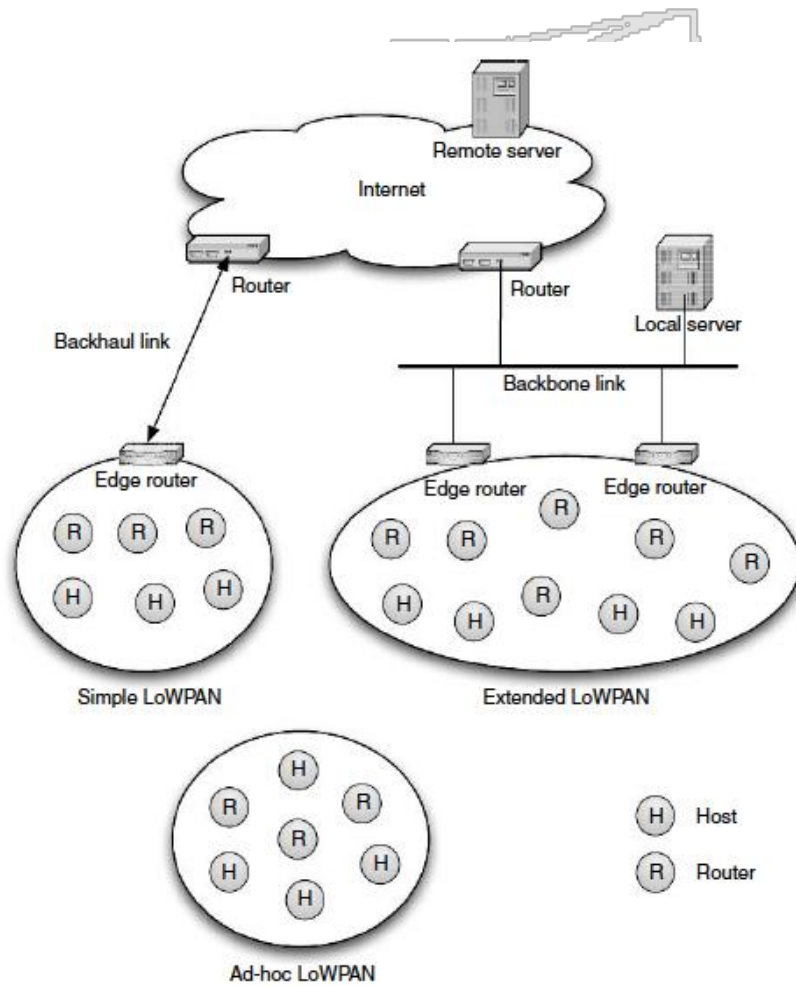 Remote server
Internet
Router
Router
Local server
Backhaul link
Backbone link
Edge router
Edge router
Edge router
R
R
R
H
H
H
R
R
R
R
R
H
H
R
H
H
Simple LoWPAN
Extended LoWPAN
H
R
R
R
H
H
H
H Host
R Router
Ad-hoc LoWPAN